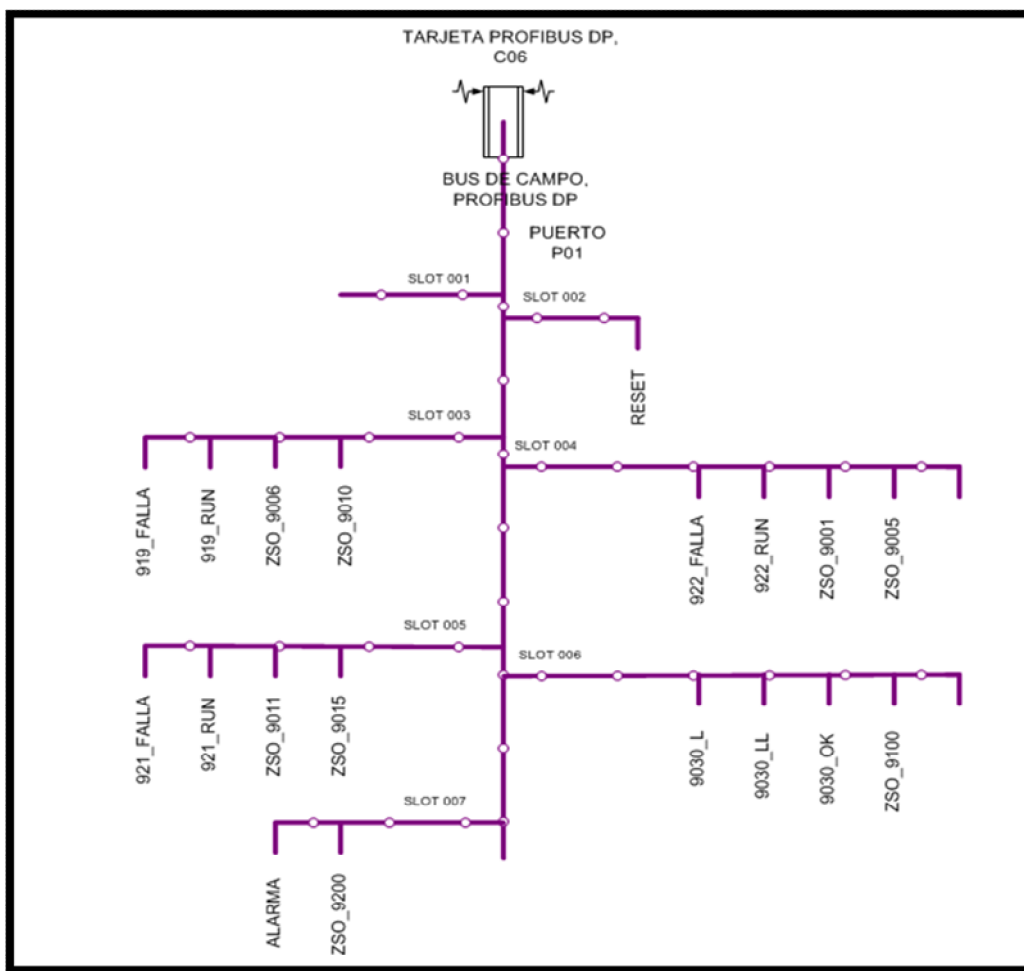 TARJETA PROFIBUS DP,
C06
BUS DE CAMPO,
PROFIBUS DP
PUERTO
P01
SLOT 001
SLOT 002
RESET
SLOT 003
919_FALLA
919_RUN
ZSO_9006
ZSO_9010
SLOT 004
922_FALLA
922_RUN
ZSO_9001
ZSO_9005
SLOT 005
921_FALLA
921_RUN
ZSO_9011
ZSO_9015
SLOT 006
9030_L
9030_LL
9030_OK
ZSO_9100
SLOT 007
ALARMA
ZSO_9200